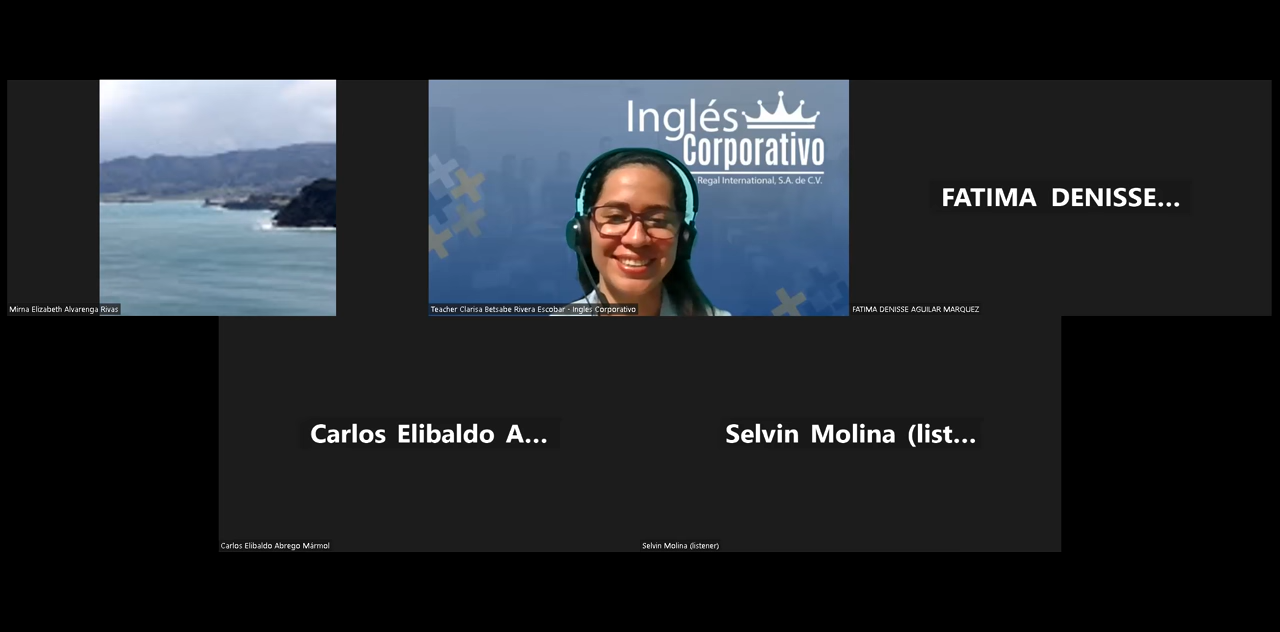 Inglés
Corporativo
Regal International, S.A. de C.V.
FATIMA DENISSE...
Mirna Elizabeth Alvarenga Rivas
Teacher Clarisa Betsabe Rivera Escobar - Inglés Corporativo
FATIMA DENISSE AGUILAR MARQUEZ
Carlos Elibaldo A...
Selvin Molina (list...
Carlos Elibaldo Abrego Mármol
Selvin Molina (listener)